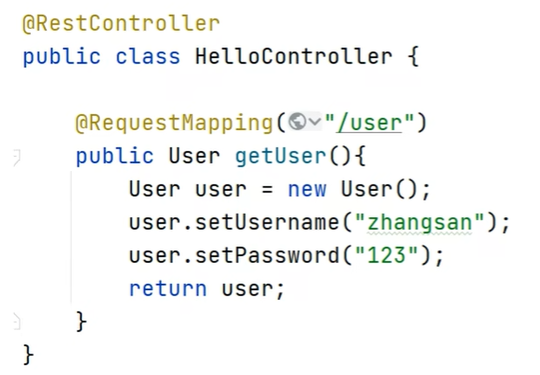 @RestController
public class HelloController {
@RequestMapping("/user")
public User getUser(){
User user = new User();
user.setUsername("zhangsan");
user.setPassword("123");
return user;
}
}